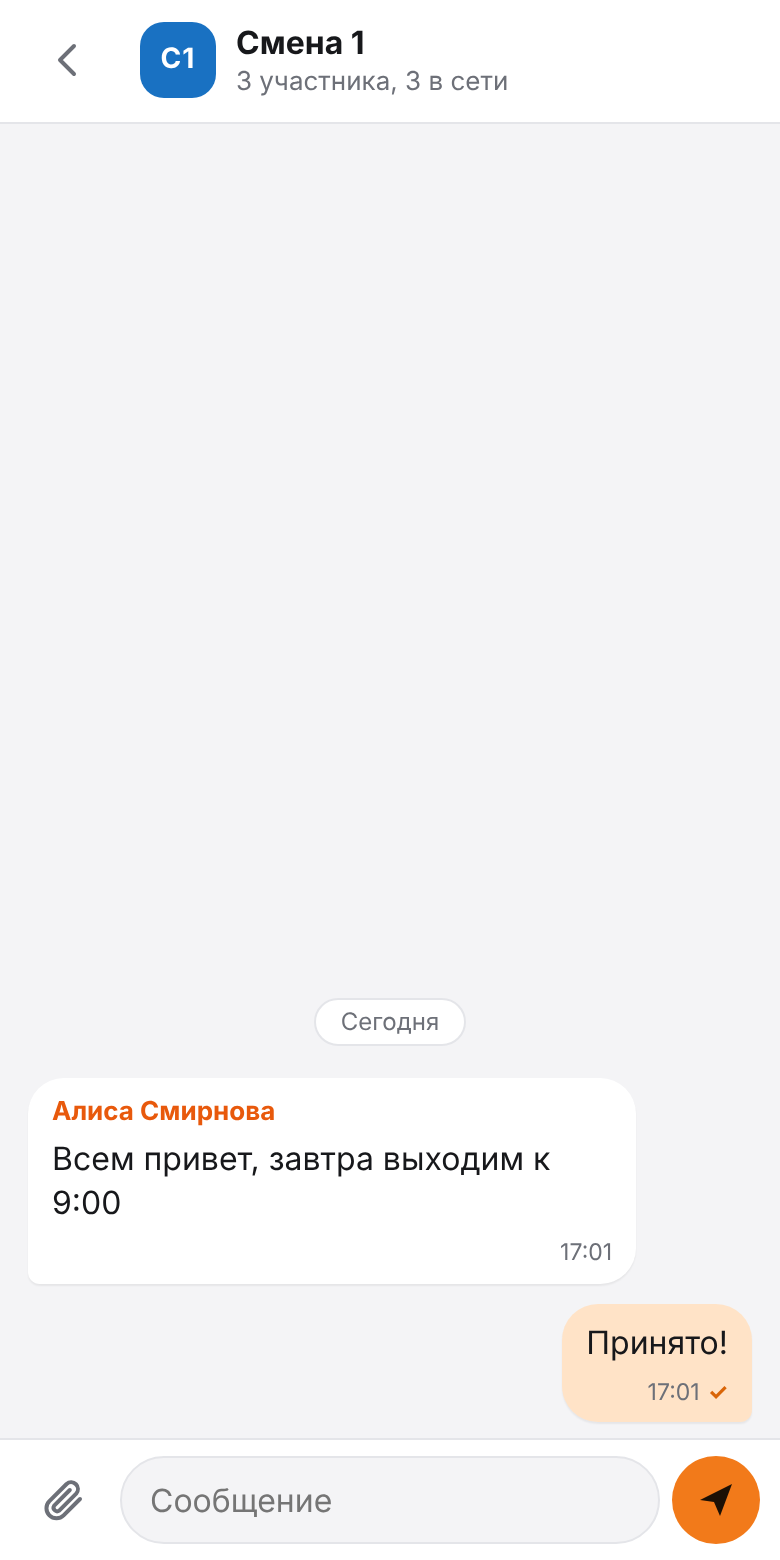 С1
Смена 1
3 участника, 3 в сети
Сегодня
Алиса Смирнова
Всем привет, завтра выходим к
9:00
17:01
Принято!
17:01
Сообщение